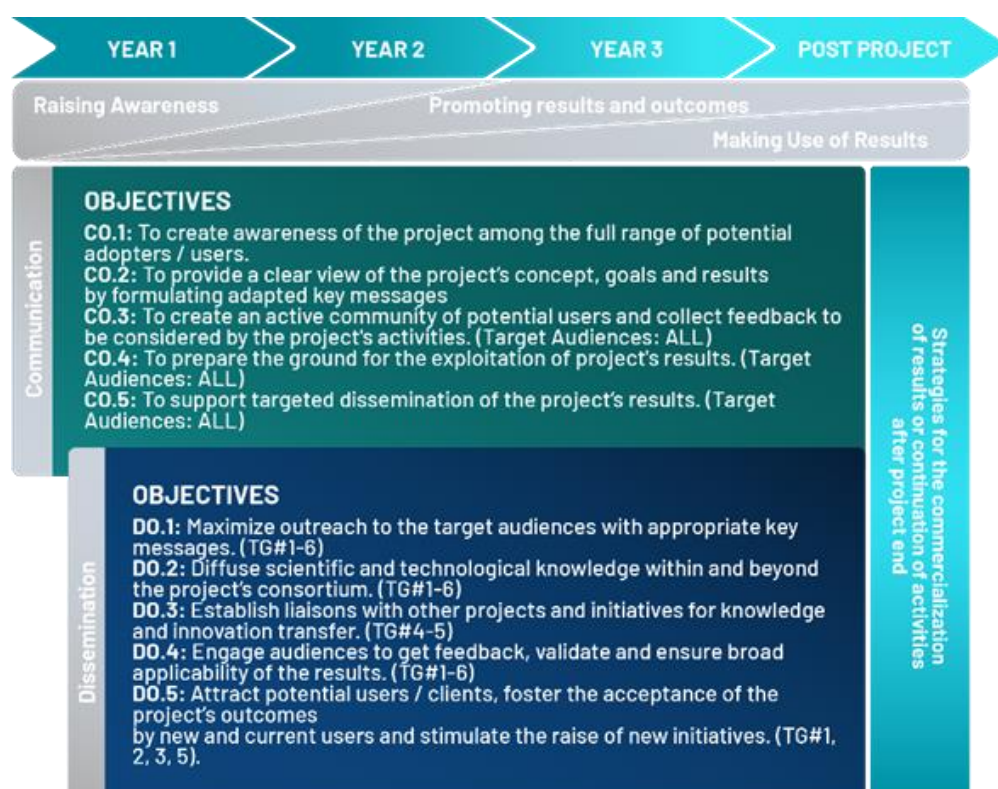 YEAR 1
YEAR 2
YEAR 3
POST PROJECT
Raising Awareness
Promoting results and outcomes
Making Use of Results
Communication
OBJECTIVES
CO.1: To create awareness of the project among the full range of potential
adopters / users.
CO.2: To provide a clear view of the project's concept, goals and results
by formulating adapted key messages
CO.3: To create an active community of potential users and collect feedback to
be considered by the project's activities. (Target Audiences: ALL)
CO.4: To prepare the ground for the exploitation of project's results. (Target
Audiences: ALL)
CO.5: To support targeted dissemination of the project's results. (Target
Audiences: ALL)
Dissemination
OBJECTIVES
DO.1: Maximize outreach to the target audiences with appropriate key
messages. (TG#1-6)
DO.2: Diffuse scientific and technological knowledge within and beyond
the project's consortium. (TG#1-6)
DO.3: Establish liaisons with other projects and initiatives for knowledge
and innovation transfer. (TG#4-5)
DO.4: Engage audiences to get feedback, validate and ensure broad
applicability of the results. (TG#1-6)
DO.5: Attract potential users / clients, foster the acceptance of the
project's outcomes
by new and current users and stimulate the raise of new initiatives. (TG#1,
2, 3, 5).
Strategies for the commercialization
of results or continuation of activities
after project end